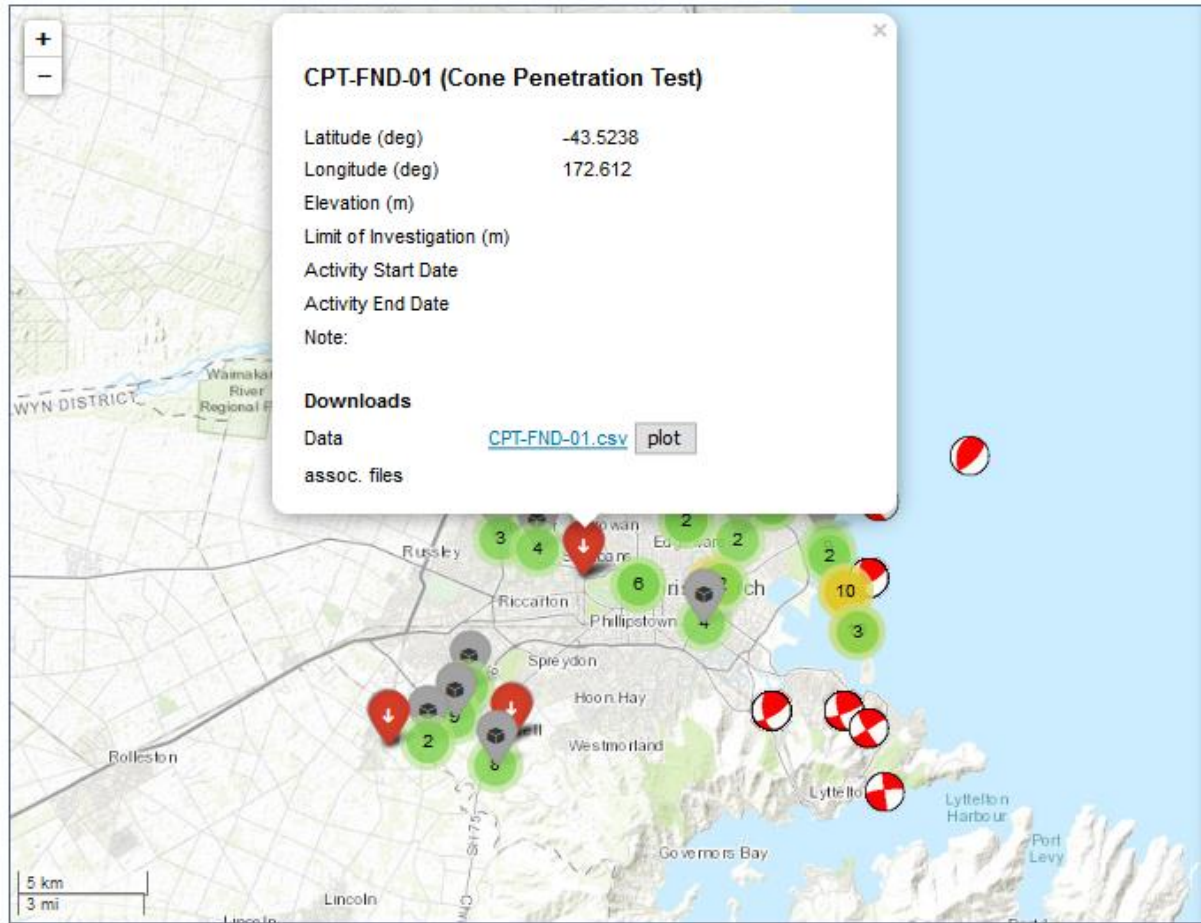 +
−
×
CPT-FND-01 (Cone Penetration Test)
Latitude (deg) -43.5238
Longitude (deg) 172.612
Elevation (m)
Limit of Investigation (m)
Activity Start Date
Activity End Date
Note:
Downloads
Data CPT-FND-01.csv plot
assoc. files
River
Regional
WYN DISTRICT
2
3
4
2
2
Russley
6
10
Riccarton
Phillipstown
4
3
Spreydon
Hoon Hay
9
2
Westmorland
Rolleston
8
Lyttelton
Harbour
SH 75
Governors Bay
Port
Levy
5 km
3 mi
Lincoln